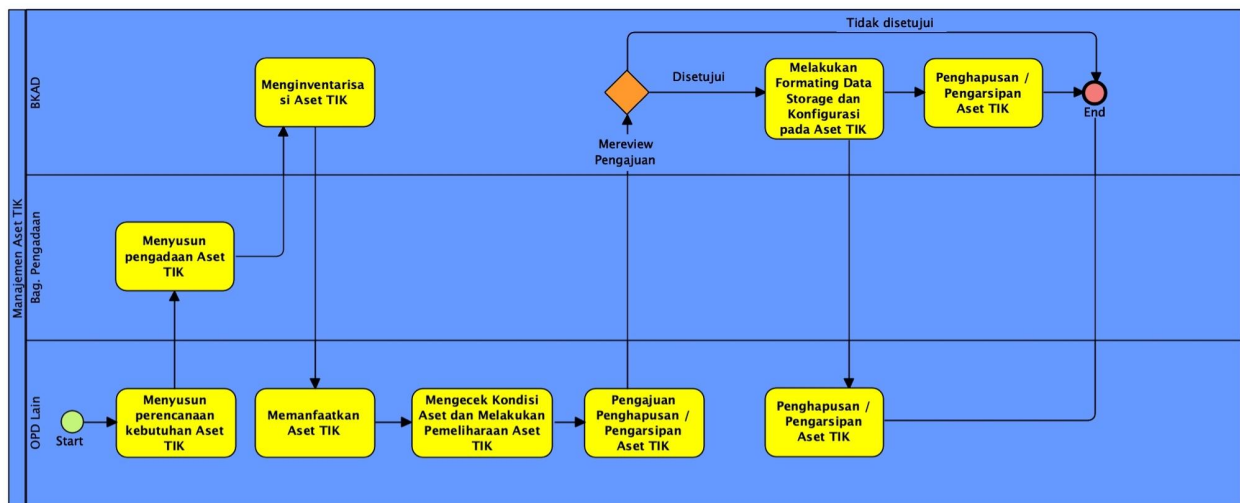 Manajemen Aset TIK
BKAD
Menginventarisa
si Aset TIK
Tidak disetujui
Mereview
Pengajuan
Disetujui
Melakukan
Formating Data
Storage dan
Konfigurasi
pada Aset TIK
Penghapusan /
Pengarsipan
Aset TIK
End
Bag. Pengadaan
Menyusun
pengadaan Aset
TIK
OPD Lain
Start
Menyusun
perencanaan
kebutuhan Aset
TIK
Memanfaatkan
Aset TIK
Mengecek Kondisi
Aset dan Melakukan
Pemeliharaan Aset
TIK
Pengajuan
Penghapusan /
Pengarsipan
Aset TIK
Penghapusan /
Pengarsipan
Aset TIK